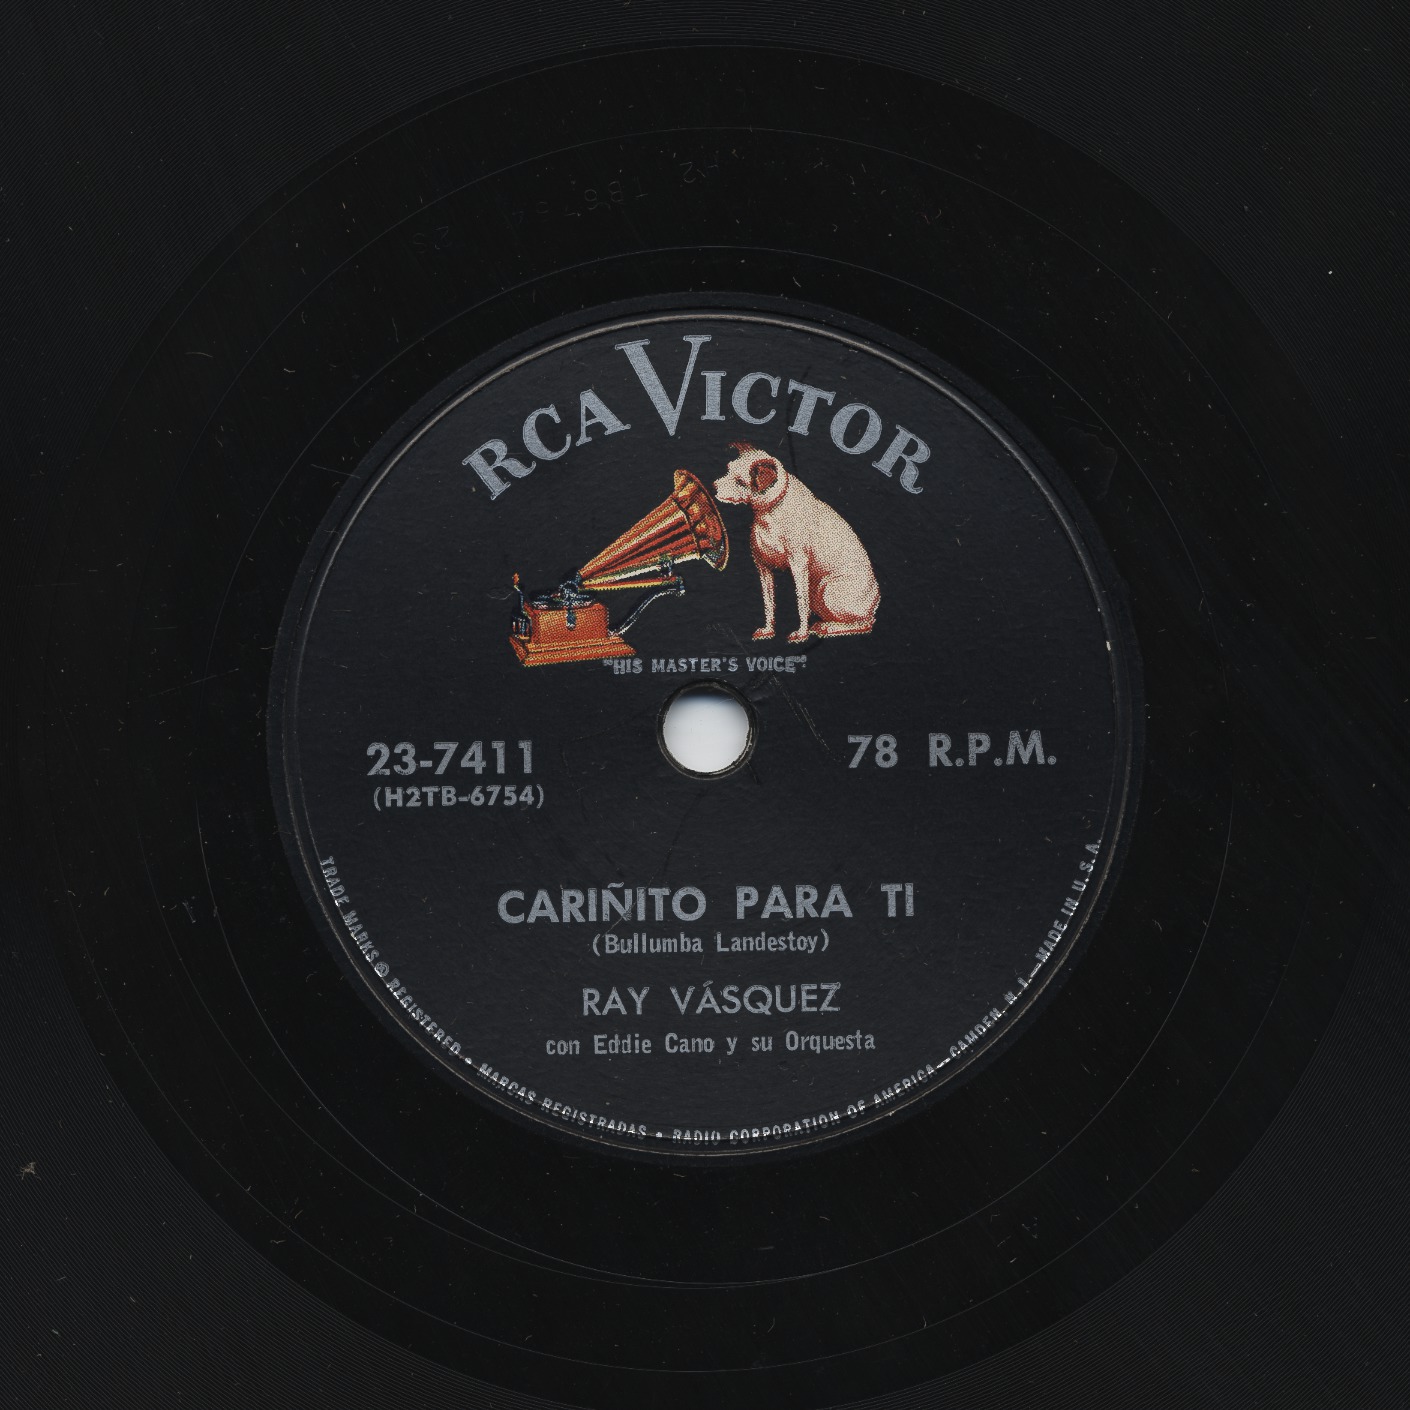 RCA VICTOR
"HIS MASTER'S VOICE"
23-7411
78 R.P.M.
(H2TB-6754)
CARIÑITO PARA TI
(Bullumba Landestoy)
RAY VÁSQUEZ
con Eddie Cano y su Orquesta
TRADE MARKS ® REGISTERED • MARCAS REGISTRADAS • RADIO CORPORATION OF AMERICA—CAMDEN, N. J.—MADE IN U. S. A.